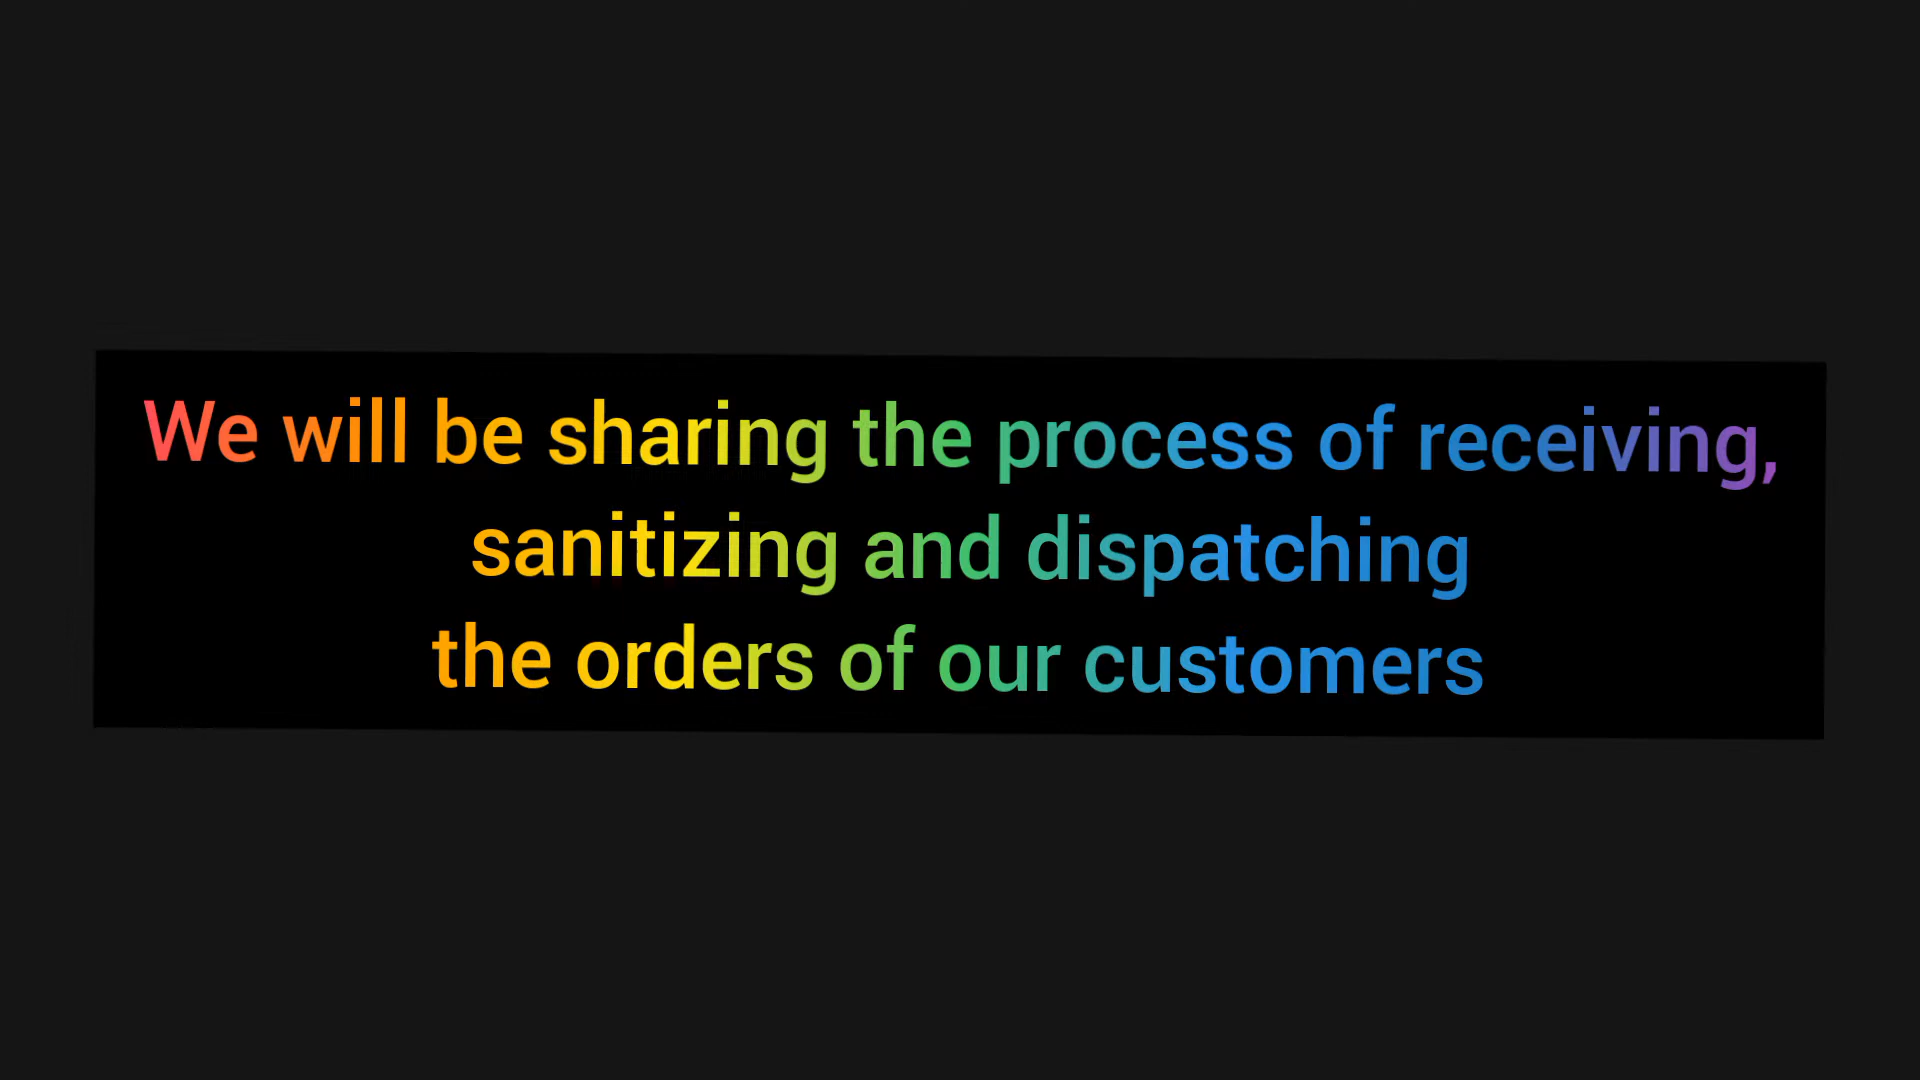 We will be sharing the process of receiving,
sanitizing and dispatching
the orders of our customers